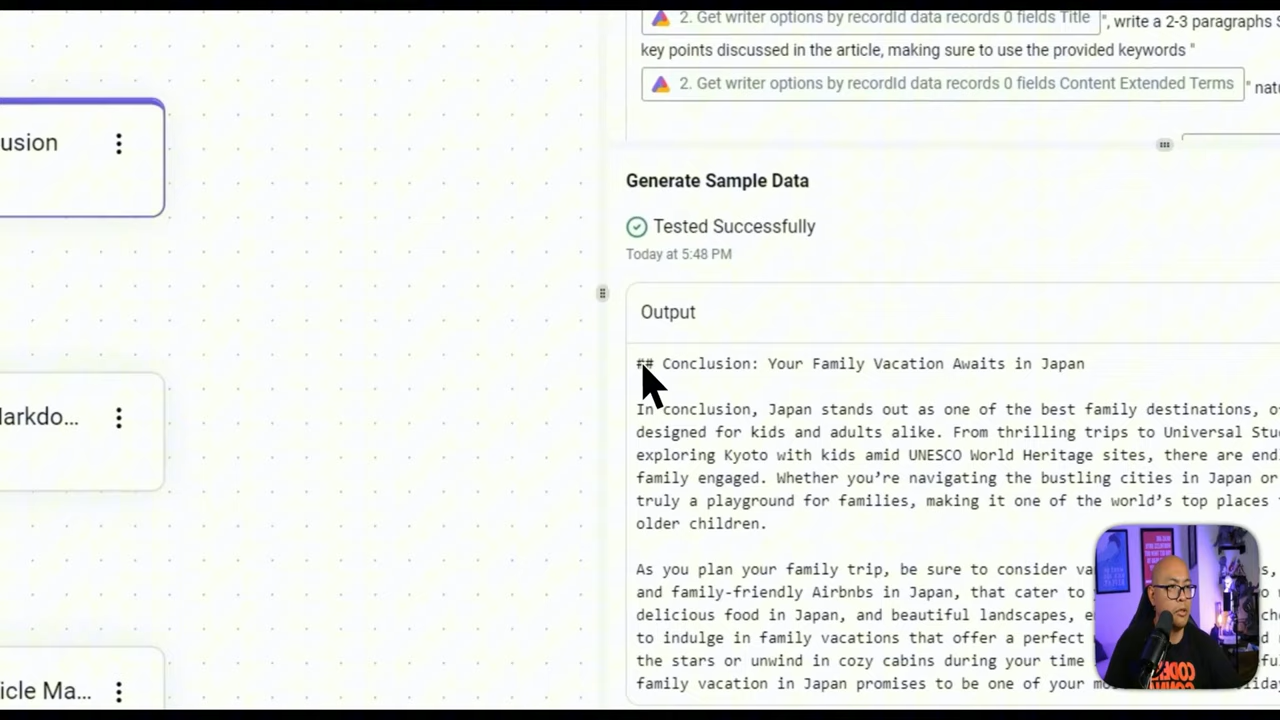 2. Get writer options by recordId data records 0 fields Title ", write a 2-3 paragraphs
key points discussed in the article, making sure to use the provided keywords "
2. Get writer options by recordId data records 0 fields Content Extended Terms "
usion
Generate Sample Data
Tested Successfully
Today at 5:48 PM
Output
## Conclusion: Your Family Vacation Awaits in Japan
In conclusion, Japan stands out as one of the best family destinations,
designed for kids and adults alike. From thrilling trips to Universal
exploring Kyoto with kids amid UNESCO World Heritage sites, there are
family engaged. Whether you’re navigating the bustling cities in Japan or
truly a playground for families, making it one of the world’s top places
older children.
arkdo...
As you plan your family trip, be sure to consider
and family-friendly Airbnbs in Japan, that cater to
delicious food in Japan, and beautiful landscapes,
to indulge in family vacations that offer a perfect
the stars or unwind in cozy cabins during your time
family vacation in Japan promises to be one of your
icle Ma...